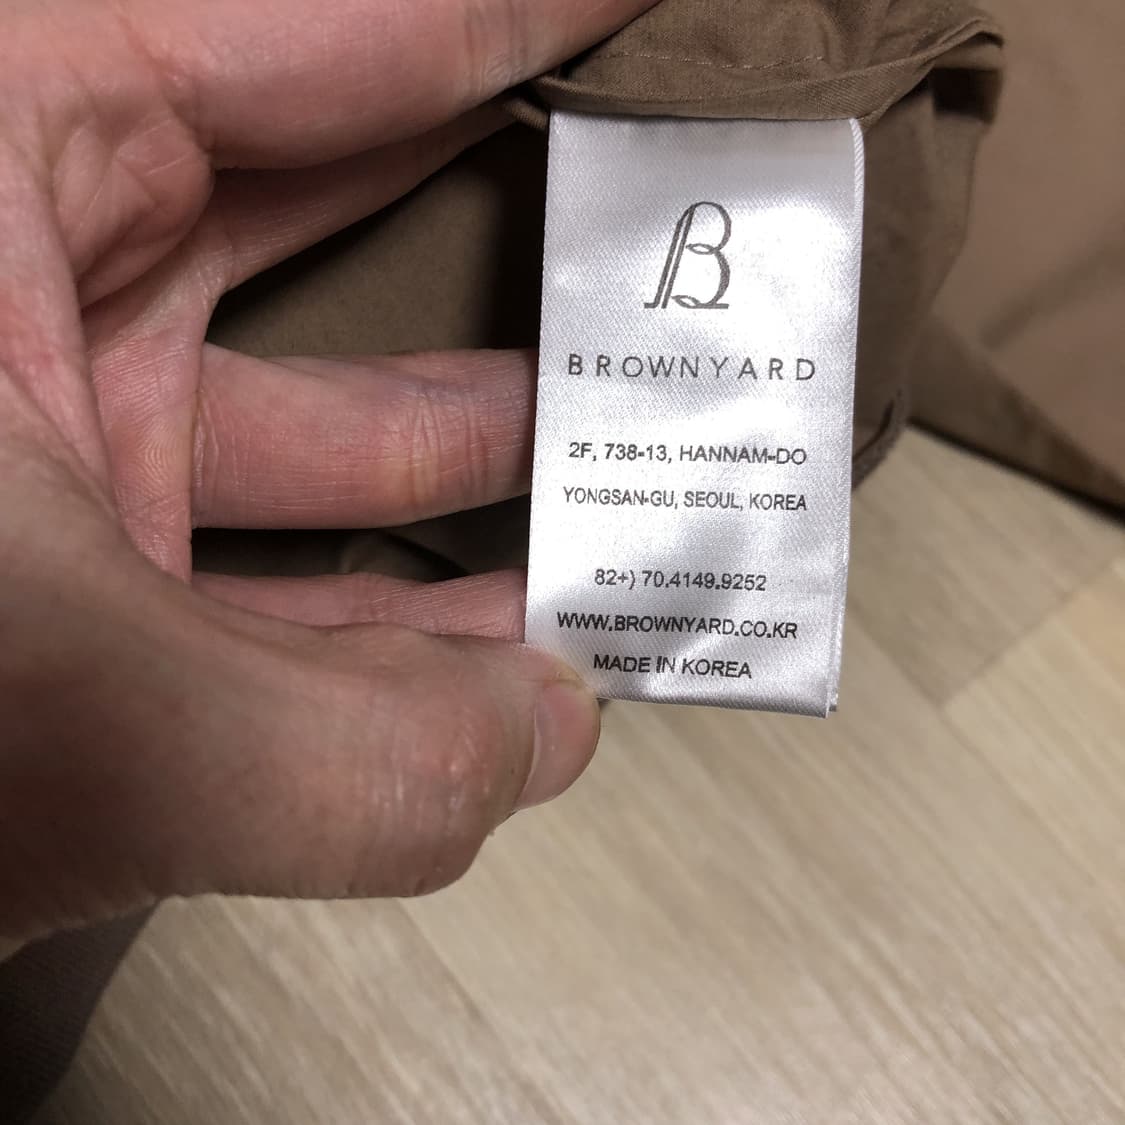 B
BROWNYARD
2F, 738-13, HANNAM-DO
YONGSAN-GU, SEOUL, KOREA
82+) 70.4149.9252
WWW.BROWNYARD.CO.KR
MADE IN KOREA